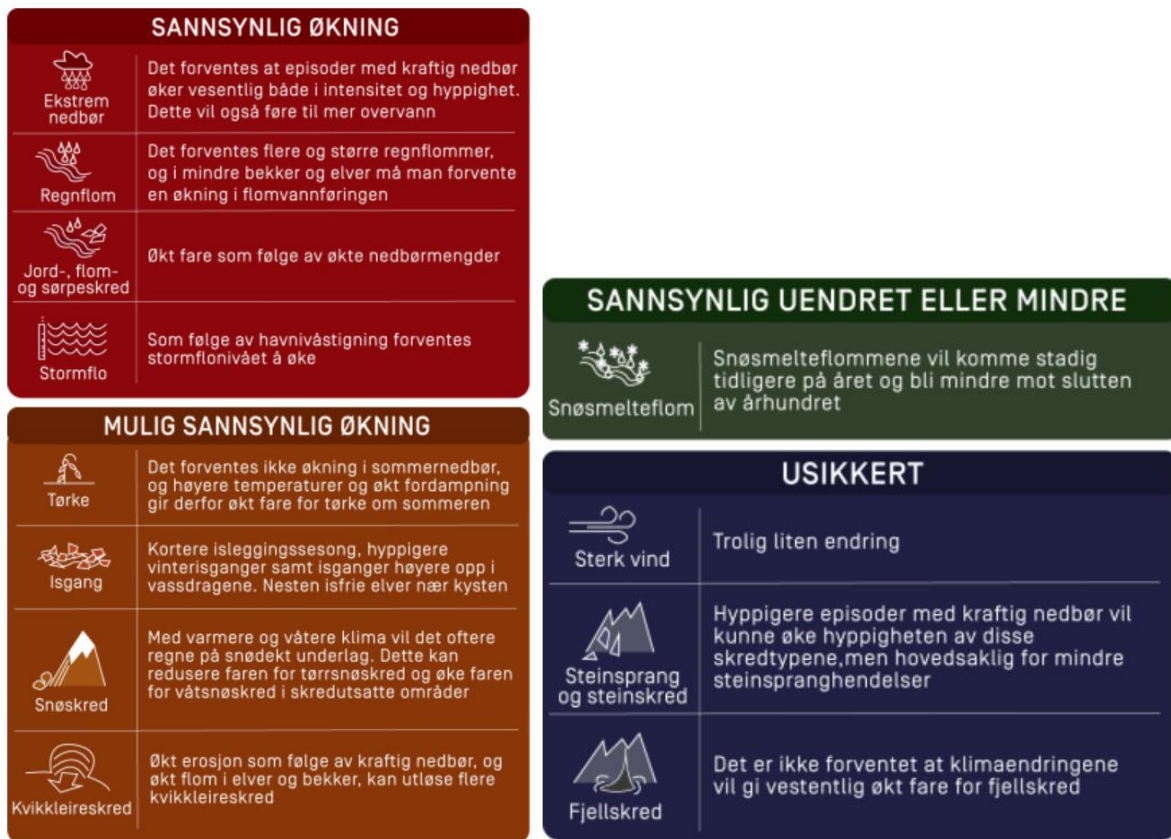 SANNSYNLIG ØKNING
Ekstrem
nedbør
Det forventes at episoder med kraftig nedbør
øker vesentlig både i intensitet og hyppighet.
Dette vil også føre til mer overvann
Regnflom
Det forventes flere og større regnflommer,
og i mindre bekker og elver må man forvente
en økning i flomvannføringen
Jord-, flom-
og sørpeskred
Økt fare som følge av økte nedbørmengder
Stormflo
Som følge av havnivåstigning forventes
stormflonivået å øke
MULIG SANNSYNLIG ØKNING
Tørke
Det forventes ikke økning i sommernedbør,
og høyere temperaturer og økt fordampning
gir derfor økt fare for tørke om sommeren
Isgang
Kortere isleggingssesong, hyppigere
vinterisganger samt isganger høyere opp i
vassdragene. Nesten isfrie elver nær kysten
Snøskred
Med varmere og våtere klima vil det oftere
regne på snødekt underlag. Dette kan
redusere faren for tørrsnøskred og øke faren
for våtsnøskred i skredutsatte områder
Kvikkleireskred
Økt erosjon som følge av kraftig nedbør, og
økt flom i elver og bekker, kan utløse flere
kvikkleireskred
SANNSYNLIG UENDRET ELLER MINDRE
Snøsmelteflom
Snøsmelteflommene vil komme stadig
tidligere på året og bli mindre mot slutten
av århundret
USIKKERT
Sterk vind
Trolig liten endring
Steinsprang
og steinskred
Hyppigere episoder med kraftig nedbør vil
kunne øke hyppigheten av disse
skredtypene,men hovedsaklig for mindre
steinspranghendelser
Fjellskred
Det er ikke forventet at klimaendringene
vil gi vestentlig økt fare for fjellskred